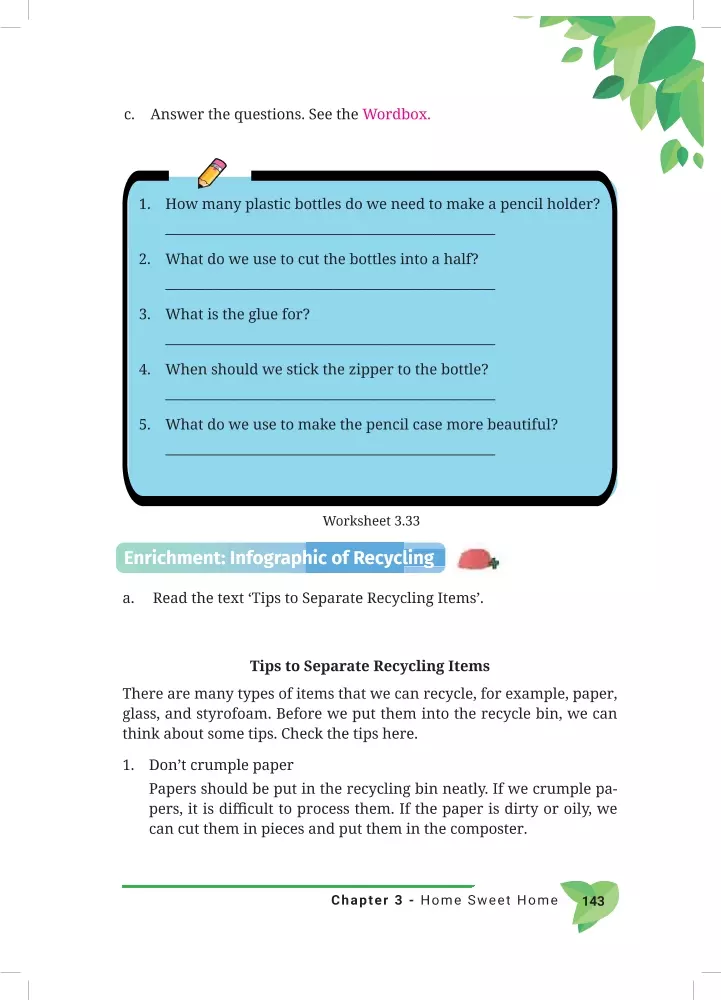 c. Answer the questions. See the Wordbox.
1. How many plastic bottles do we need to make a pencil holder?
2. What do we use to cut the bottles into a half?
3. What is the glue for?
4. When should we stick the zipper to the bottle?
5. What do we use to make the pencil case more beautiful?
Worksheet 3.33
Enrichment: Infographic of Recycling
a. Read the text ‘Tips to Separate Recycling Items’.
Tips to Separate Recycling Items
There are many types of items that we can recycle, for example, paper,
glass, and styrofoam. Before we put them into the recycle bin, we can
think about some tips. Check the tips here.
1. Don’t crumple paper
Papers should be put in the recycling bin neatly. If we crumple pa-
pers, it is difficult to process them. If the paper is dirty or oily, we
can cut them in pieces and put them in the composter.
Chapter 3 - Home Sweet Home 143